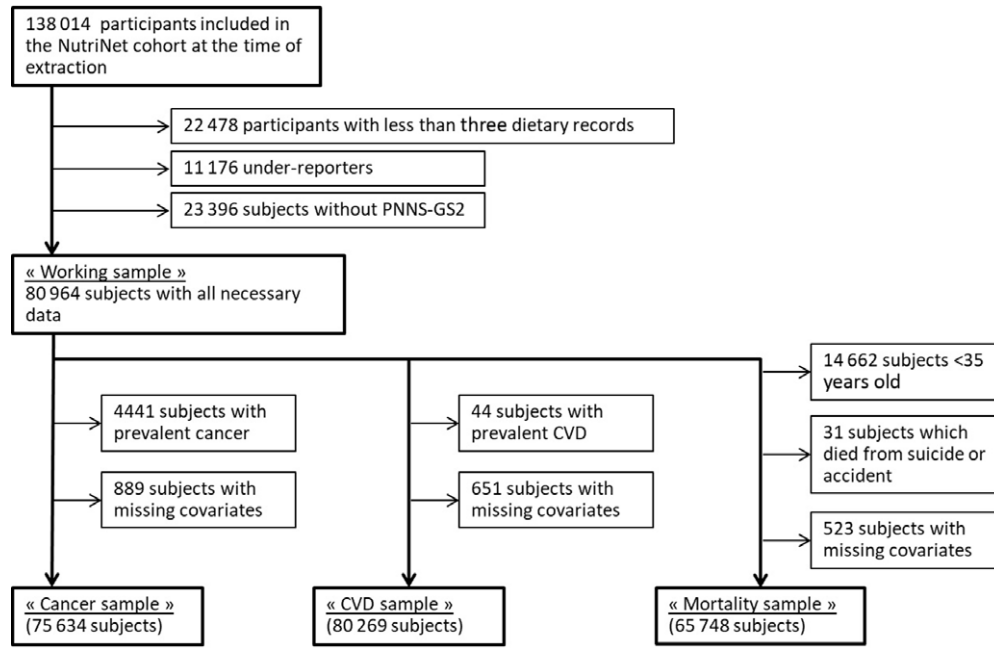 138 014 participants included in
the NutriNet cohort at the time of
extraction
22 478 participants with less than three dietary records
11 176 under-reporters
23 396 subjects without PNNS-GS2
« Working sample »
80 964 subjects with all necessary
data
14 662 subjects <35
years old
4441 subjects with
prevalent cancer
44 subjects with
prevalent CVD
31 subjects which
died from suicide or
accident
889 subjects with
missing covariates
651 subjects with
missing covariates
523 subjects with
missing covariates
« Cancer sample »
(75 634 subjects)
« CVD sample »
(80 269 subjects)
« Mortality sample »
(65 748 subjects)